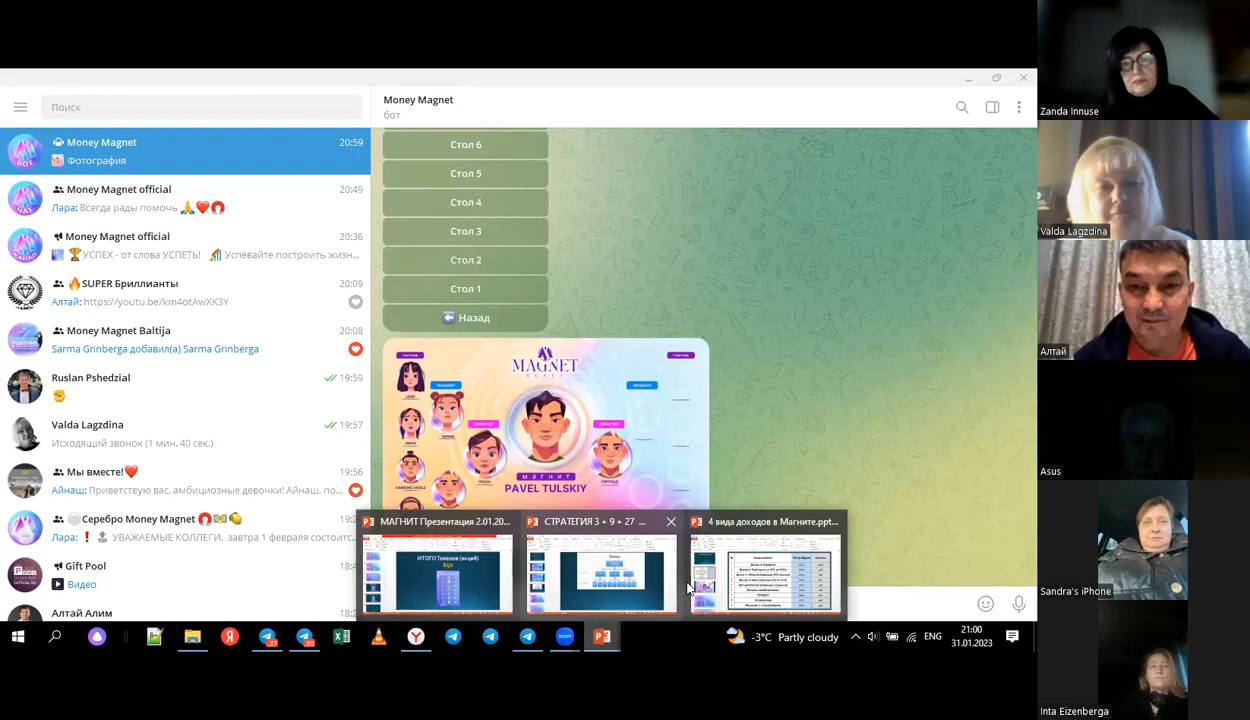 Поиск
Money Magnet
20:59
Фотография
Money Magnet official
20:49
Лара: Всегда рады помочь
Money Magnet official
20:36
УСПЕХ - от слова УСПЕТЬ! Успевайте построить жизн...
SUPER Бриллианты
20:09
Алтай: https://youtu.be/km4otAwXK3Y
Money Magnet Baltija
20:08
Sarma Grinberga добавил(а) Sarma Grinberga
Ruslan Pshedzial
19:59
Valda Lagzdina
19:57
Исходящий звонок (1 мин. 40 сек.)
Мы вместе!
19:56
Айнаш: Приветствую вас, амбициозные девочки! Айнаш, по...
Серебро Money Magnet
Лара: УВАЖАЕМЫЕ КОЛЛЕГИ, завтра 1 февраля состоитс
Gift Pool
Видео
Алтай Алим
Money Magnet
бот
Стол 6
Стол 5
Стол 4
Стол 3
Стол 2
Стол 1
Назад
MAGNET
МАГНИТ
PAVEL TULSKIY
МАГНИТ Презентация 2.01.20...
СТРАТЕГИЯ 3 + 9 + 27 ...
4 вида доходов в Магните.ppt...
ИТОГО Токенов (акций)
650
-3°C Partly cloudy
ENG
21:00
31.01.2023
Zanda Innuse
Valda Lagzdina
Алтай
Asus
Sandra's iPhone
Inta Eizenberga